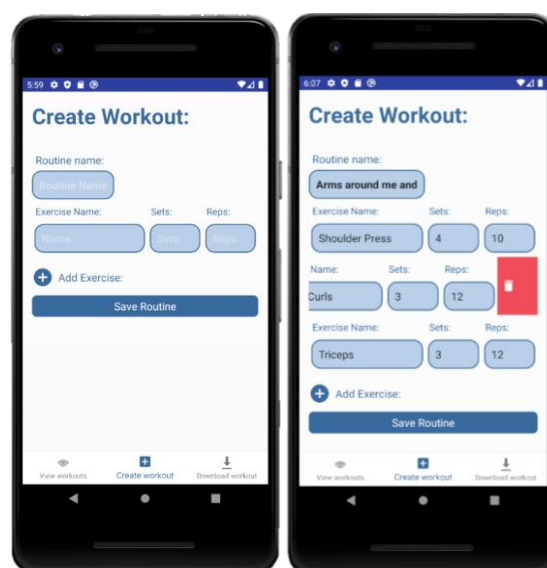 5:59
Create Workout:
Routine name:
Routine Name
Exercise Name: Sets: Reps:
Name Sets: Reps:
Add Exercise:
Save Routine
View workouts Create workout Download workout
6:07
Create Workout:
Routine name:
Arms around me and
Exercise Name: Sets: Reps:
Shoulder Press 4 10
Name: Sets: Reps:
Curls 3 12
Exercise Name: Sets: Reps:
Triceps 3 12
Add Exercise:
Save Routine
View workouts Create workout Download workout